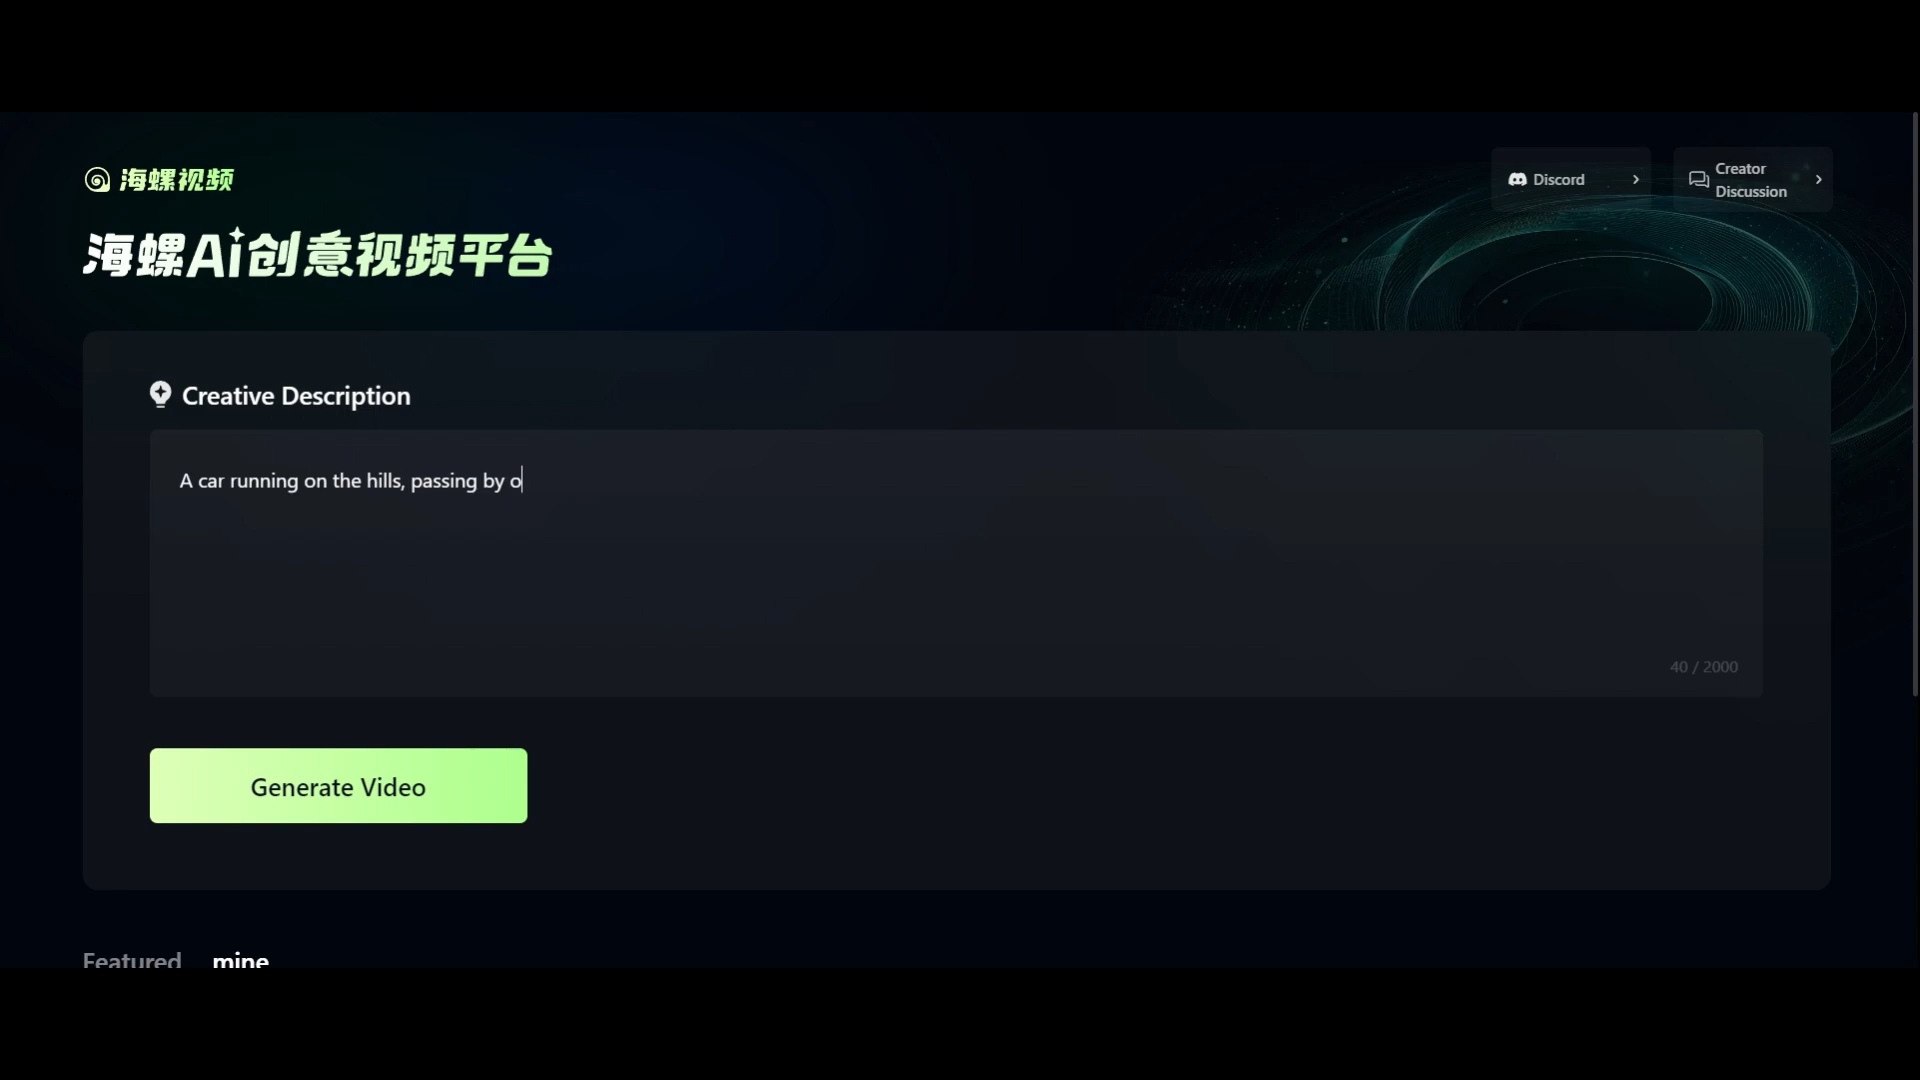 海螺视频
Discord
Creator
Discussion
海螺Ai创意视频平台
Creative Description
A car running on the hills, passing by o
40 / 2000
Generate Video
Featured mine